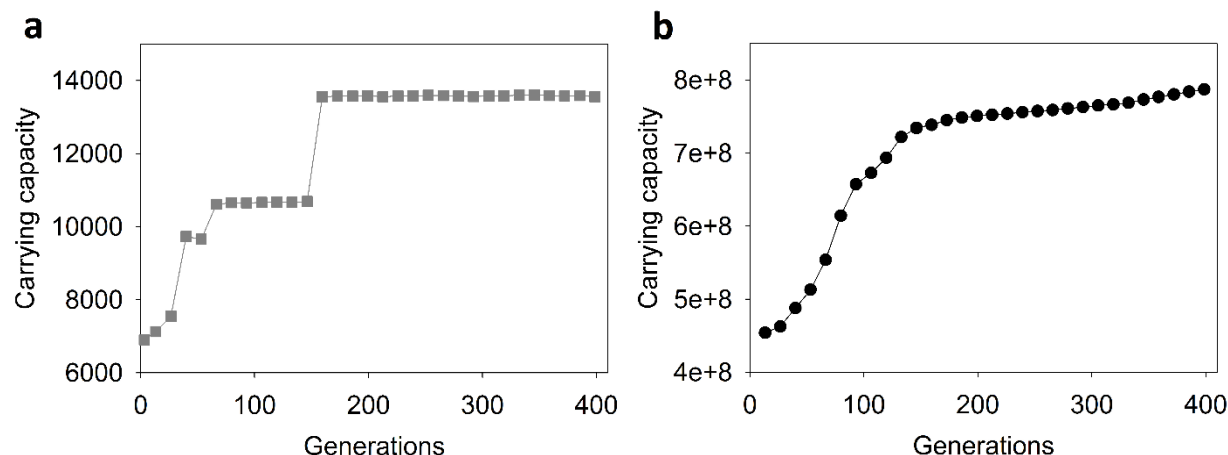 a
14000
12000
10000
8000
6000
Carrying capacity
0
100
200
300
400
Generations
b
8e+8
7e+8
6e+8
5e+8
4e+8
Carrying capacity
0
100
200
300
400
Generations